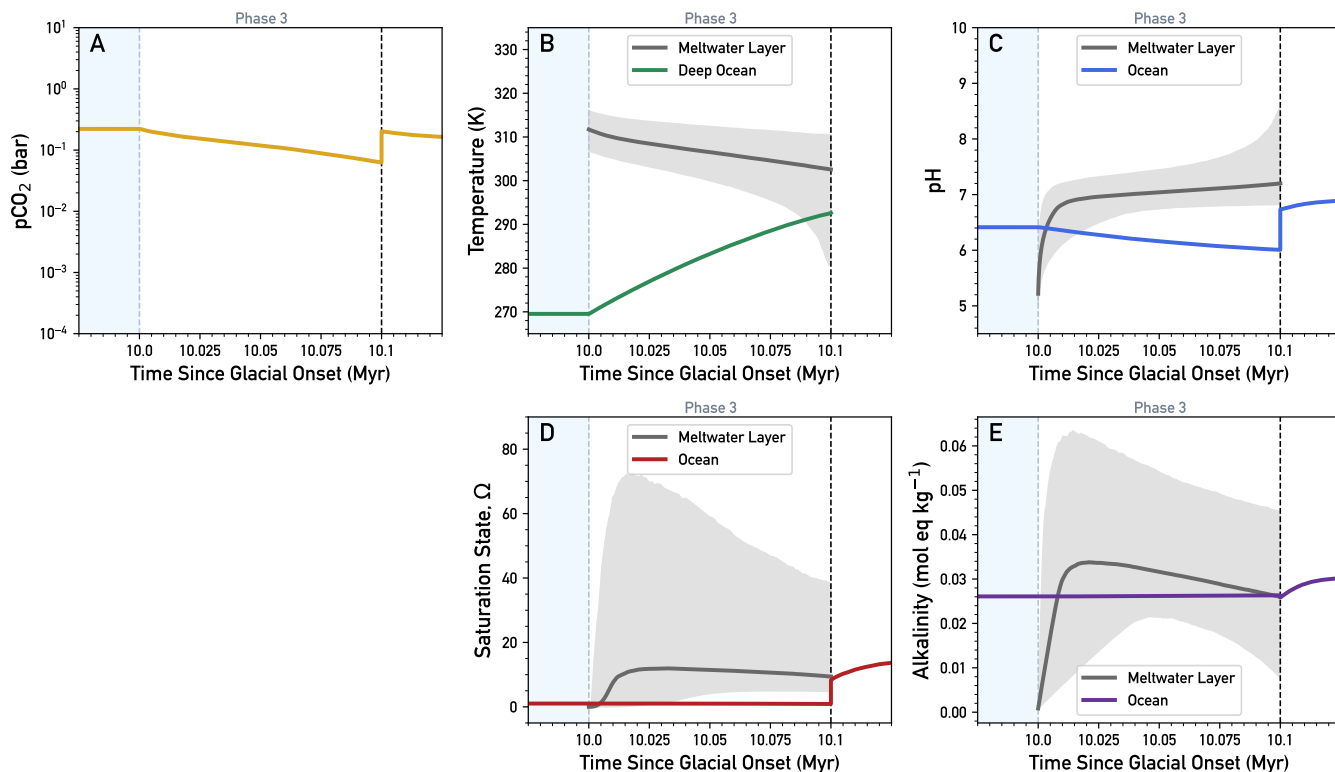 Phase 3
A
10¹
10⁰
10⁻¹
10⁻²
10⁻³
10⁻⁴
pCO₂ (bar)
10.0 10.025 10.05 10.075 10.1
Time Since Glacial Onset (Myr)
Phase 3
B
Meltwater Layer
Deep Ocean
330
320
310
300
290
280
270
Temperature (K)
10.0 10.025 10.05 10.075 10.1
Time Since Glacial Onset (Myr)
Phase 3
C
Meltwater Layer
Ocean
10
9
8
7
6
5
pH
10.0 10.025 10.05 10.075 10.1
Time Since Glacial Onset (Myr)
Phase 3
D
Meltwater Layer
Ocean
80
60
40
20
0
Saturation State, Ω
10.0 10.025 10.05 10.075 10.1
Time Since Glacial Onset (Myr)
Phase 3
E
0.06
0.05
0.04
0.03
0.02
0.01
0.00
Alkalinity (mol eq kg⁻¹)
Meltwater Layer
Ocean
10.0 10.025 10.05 10.075 10.1
Time Since Glacial Onset (Myr)